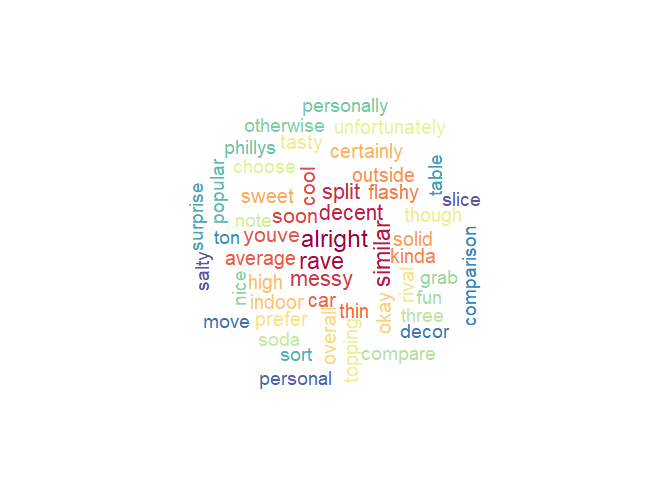 personally
otherwise unfortunately
phillys tasty certainly
choose outside
popular cool table
sweet split flashy slice
surprise note soon decent though
ton youve alright similar solid
salty average rave kinda comparison
nice high messy rival grab
indoor car thin okay fun
move prefer overall three decor
soda topping
sort compare
personal